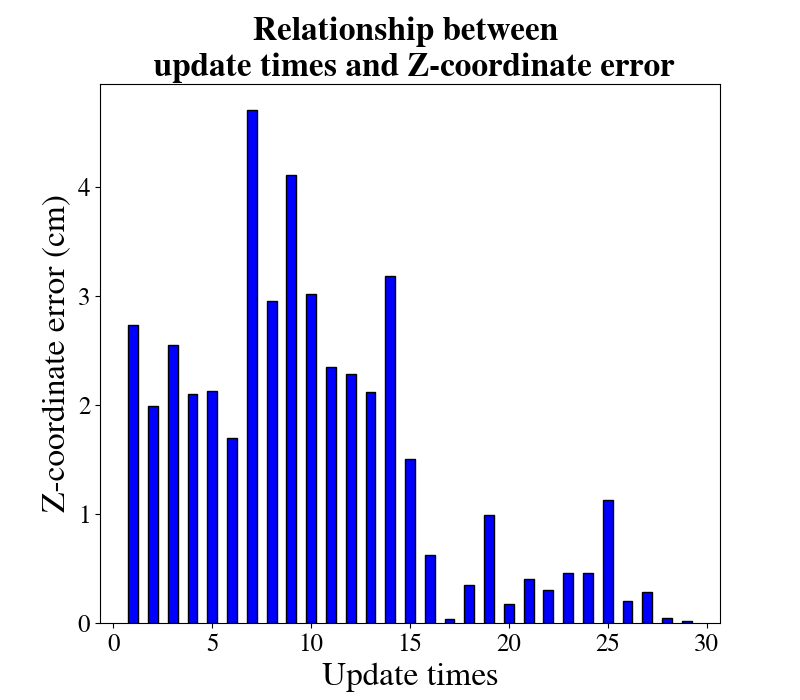 Relationship between
update times and Z-coordinate error
Z-coordinate error (cm)
4
3
2
1
0
0 5 10 15 20 25 30
Update times